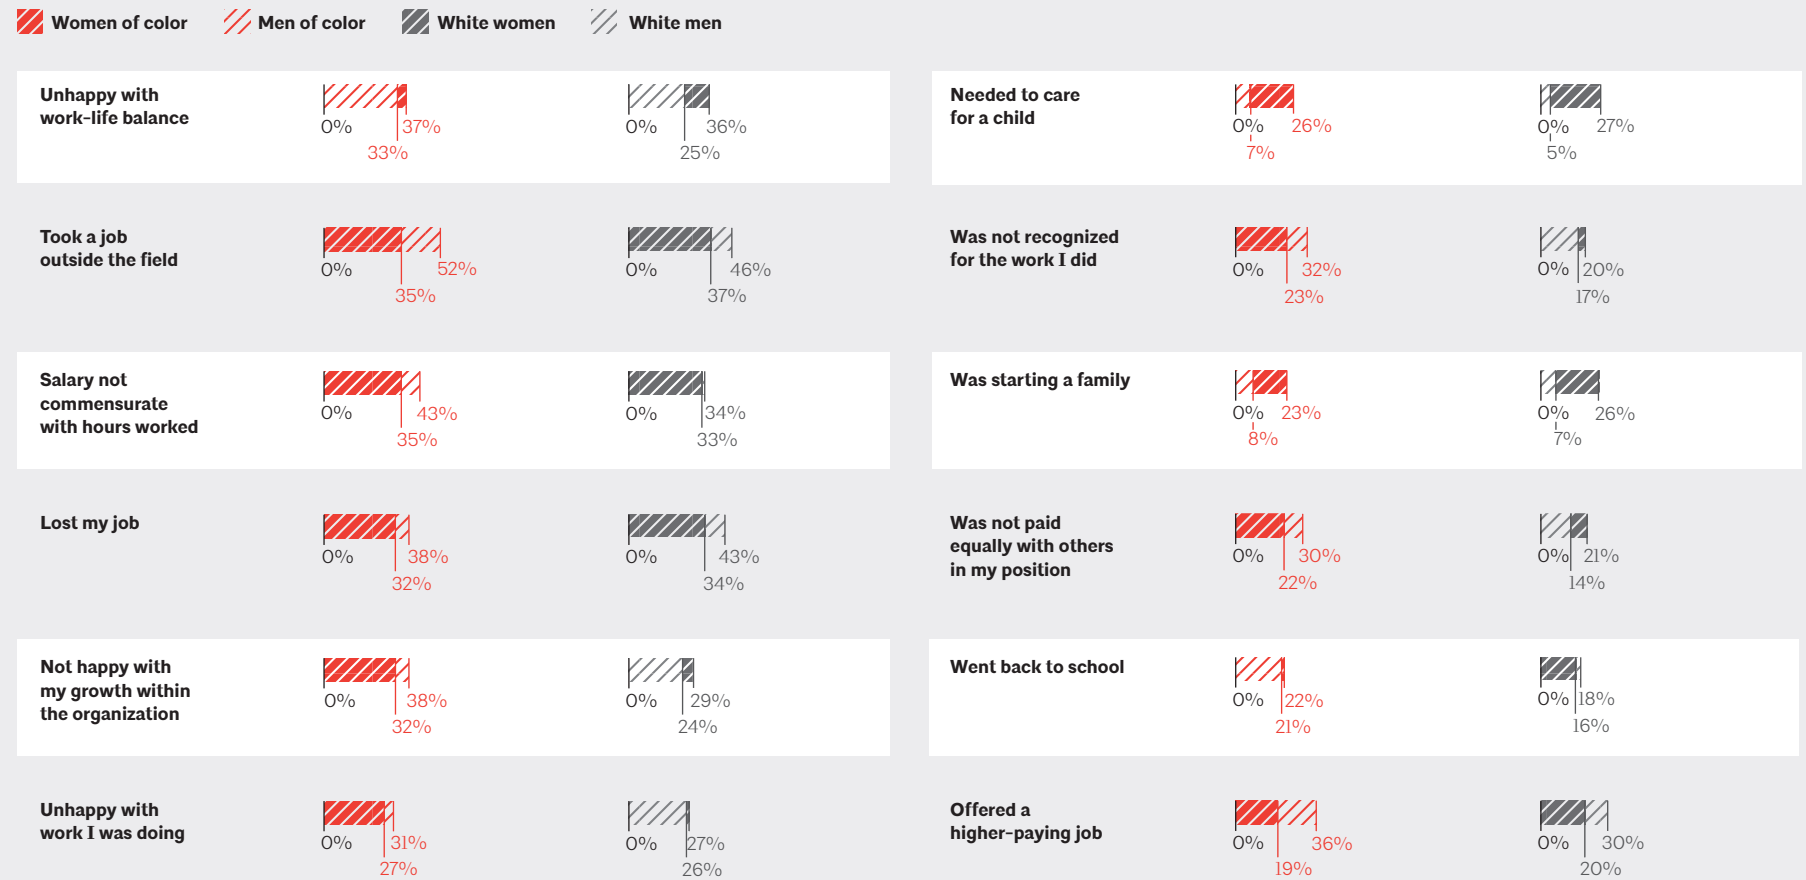 Women of color
Men of color
White women
White men
Unhappy with
work-life balance
0%
37%
33%
0%
36%
25%
Took a job
outside the field
0%
52%
35%
0%
46%
37%
Salary not
commensurate
with hours worked
0%
43%
35%
0%
34%
33%
Lost my job
0%
38%
32%
0%
43%
34%
Not happy with
my growth within
the organization
0%
38%
32%
0%
29%
24%
Unhappy with
work I was doing
0%
31%
27%
0%
27%
26%
Needed to care
for a child
0%
26%
7%
0%
27%
5%
Was not recognized
for the work I did
0%
32%
23%
0%
20%
17%
Was starting a family
0%
23%
8%
0%
26%
7%
Was not paid
equally with others
in my position
0%
30%
22%
0%
21%
14%
Went back to school
0%
22%
21%
0%
18%
16%
Offered a
higher-paying job
0%
36%
19%
0%
30%
20%